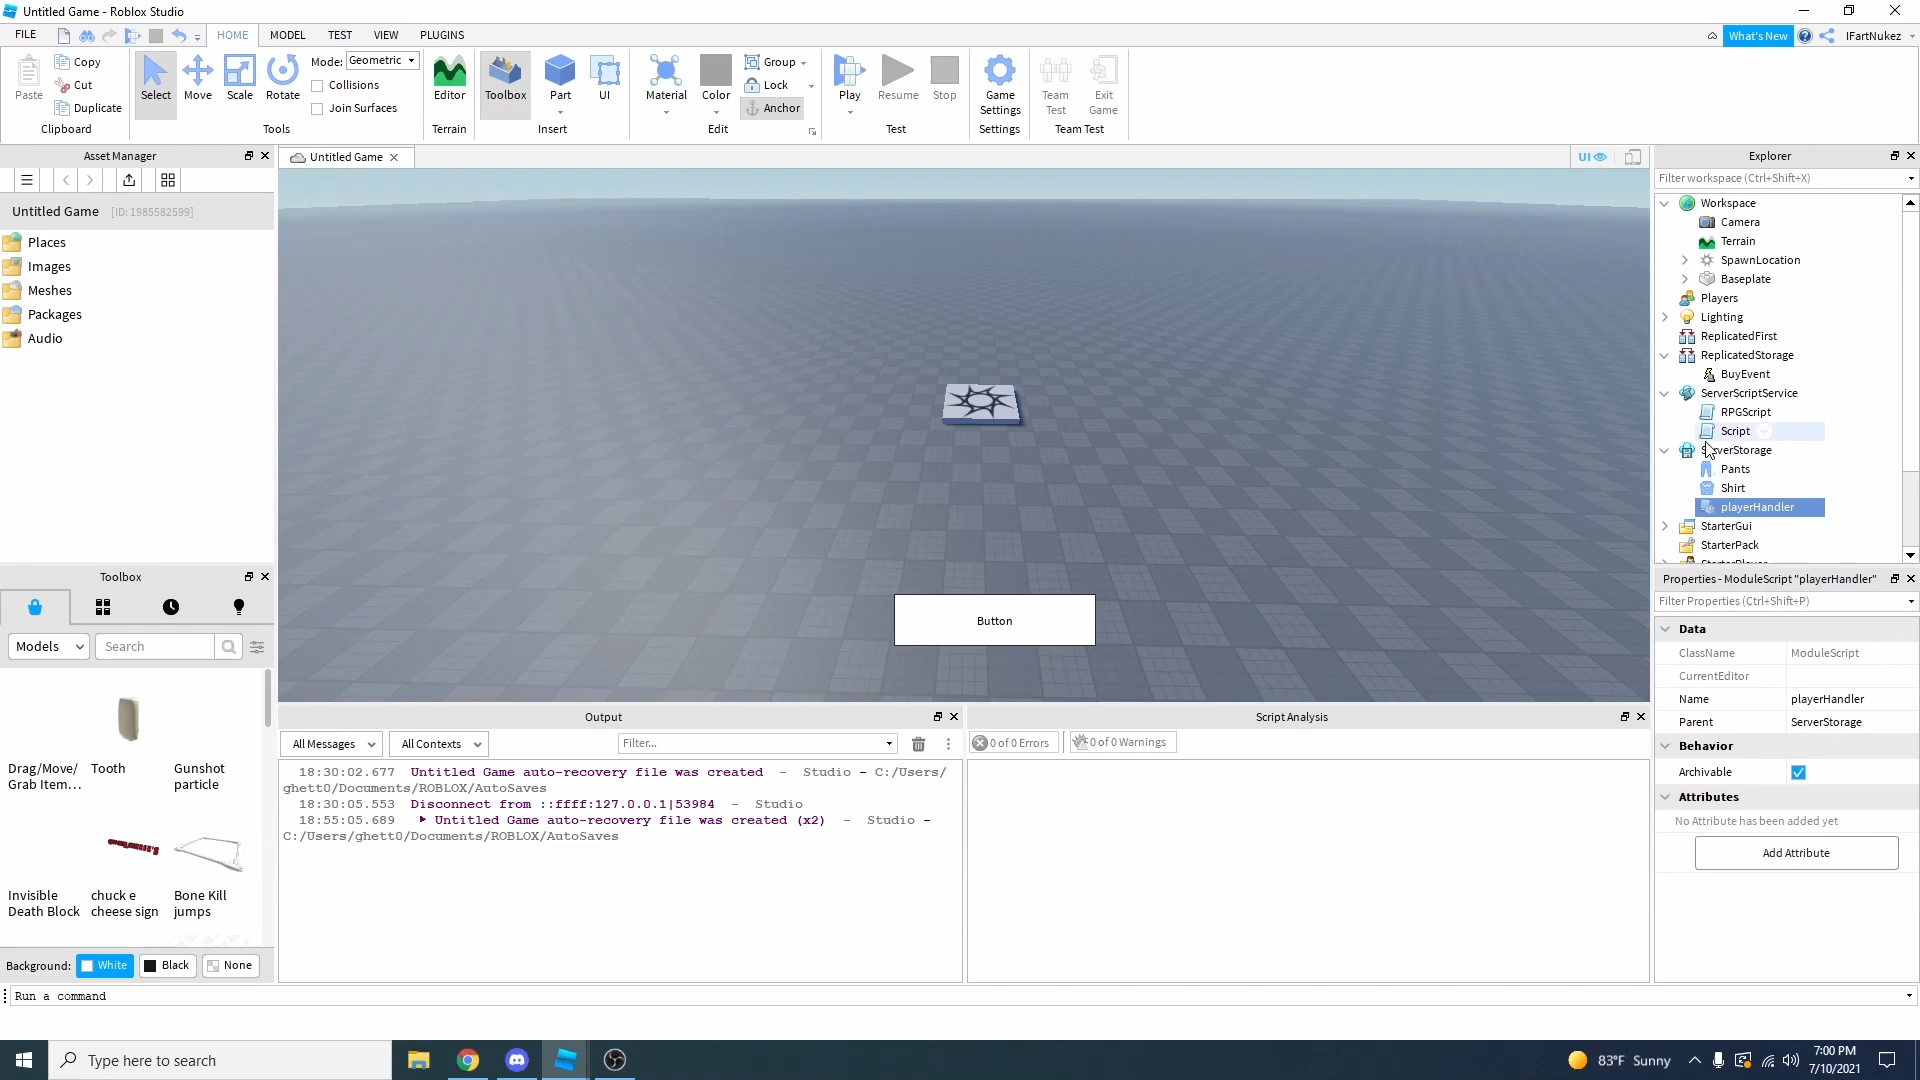 Untitled Game - Roblox Studio
FILE
HOME
MODEL
TEST
VIEW
PLUGINS
What's New
IFartNukez
Paste
Copy
Cut
Duplicate
Clipboard
Select
Move
Scale
Rotate
Mode: Geometric
Collisions
Join Surfaces
Tools
Editor
Terrain
Toolbox
Part
UI
Insert
Material
Color
Group
Lock
Anchor
Edit
Play
Resume
Stop
Test
Game
Settings
Settings
Team
Test
Exit
Game
Team Test
Asset Manager
Untitled Game [ID: 1985582599]
Places
Images
Meshes
Packages
Audio
Toolbox
Models
Search
Drag/Move/
Grab Item...
Tooth
Gunshot
particle
Invisible
Death Block
chuck e
cheese sign
Bone Kill
jumps
Background:
White
Black
None
Untitled Game
UI
Button
Output
All Messages
All Contexts
Filter...
18:30:02.677 Untitled Game auto-recovery file was created - Studio - C:/Users/
ghett0/Documents/ROBLOX/AutoSaves
18:30:05.553 Disconnect from ::ffff:127.0.0.1|53984 - Studio
18:55:05.689 Untitled Game auto-recovery file was created (x2) - Studio -
C:/Users/ghett0/Documents/ROBLOX/AutoSaves
Script Analysis
0 of 0 Errors
0 of 0 Warnings
Explorer
Filter workspace (Ctrl+Shift+X)
Workspace
Camera
Terrain
SpawnLocation
Baseplate
Players
Lighting
ReplicatedFirst
ReplicatedStorage
BuyEvent
ServerScriptService
RPGScript
Script
ServerStorage
Pants
Shirt
playerHandler
StarterGui
StarterPack
Properties - ModuleScript "playerHandler"
Filter Properties (Ctrl+Shift+P)
Data
ClassName ModuleScript
CurrentEditor
Name playerHandler
Parent ServerStorage
Behavior
Archivable
Attributes
No Attribute has been added yet
Add Attribute
Run a command
Type here to search
83°F Sunny
7:00 PM
7/10/2021